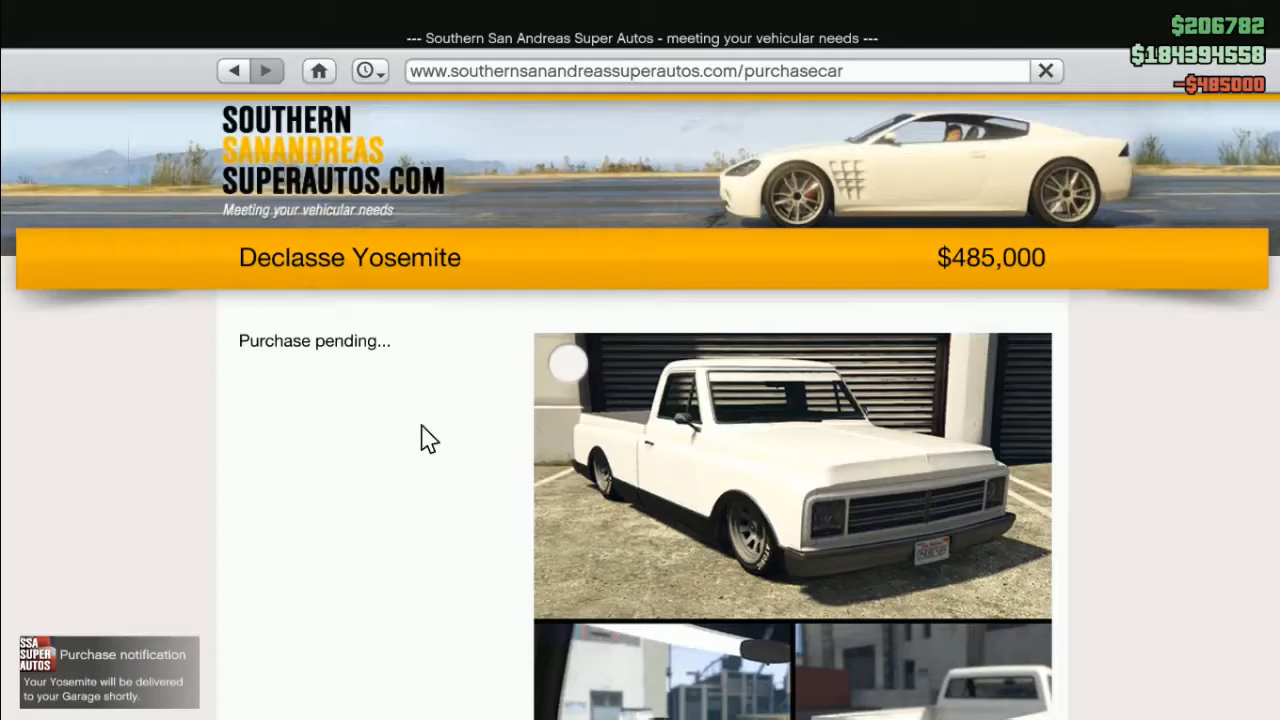 --- Southern San Andreas Super Autos - meeting your vehicular needs ---
$206782
$184394558
-$485000
www.southernsanandreassuperautos.com/purchasecar
SOUTHERN
SANANDREAS
SUPERAUTOS.COM
Meeting your vehicular needs
Declasse Yosemite
$485,000
Purchase pending...
SSA
SUPER
AUTOS
Purchase notification
Your Yosemite will be delivered
to your Garage shortly.